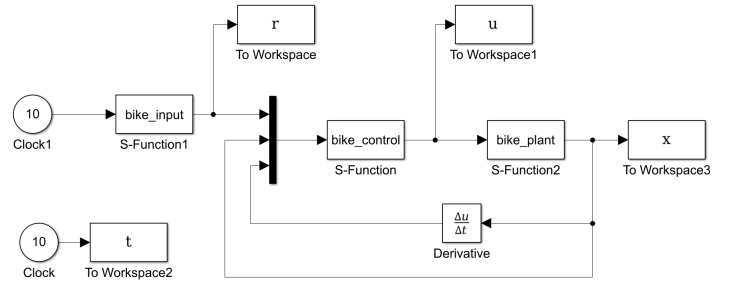 r
To Workspace
u
To Workspace1
10
Clock1
bike_input
S-Function1
bike_control
S-Function
bike_plant
S-Function2
x
To Workspace3
10
Clock
t
To Workspace2
Δu
Δt
Derivative